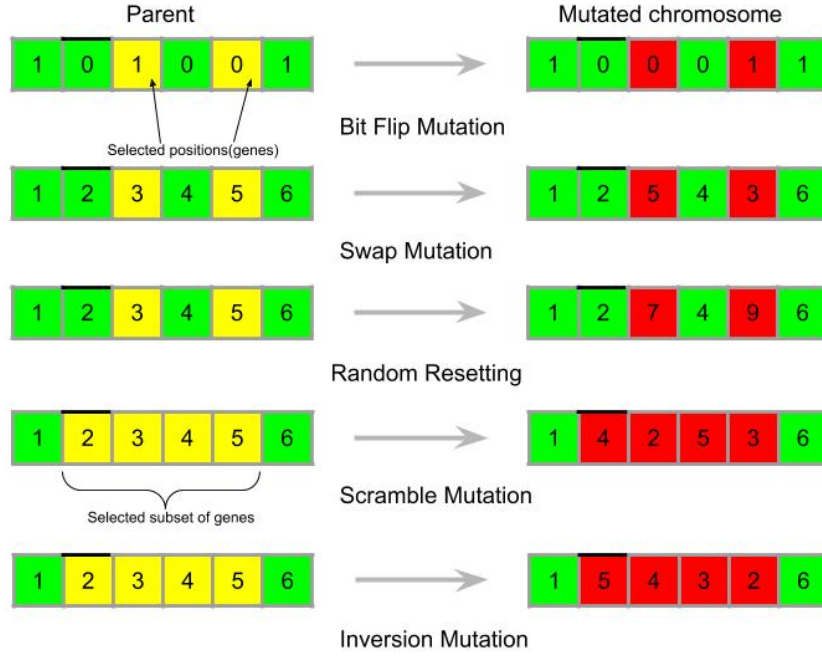 Parent Mutated chromosome
1 0 1 0 0 1 1 0 0 0 1 1
Selected positions(genes)
Bit Flip Mutation
1 2 3 4 5 6 1 2 5 4 3 6
Swap Mutation
1 2 3 4 5 6 1 2 7 4 9 6
Random Resetting
1 2 3 4 5 6 1 4 2 5 3 6
Selected subset of genes
Scramble Mutation
1 2 3 4 5 6 1 5 4 3 2 6
Inversion Mutation